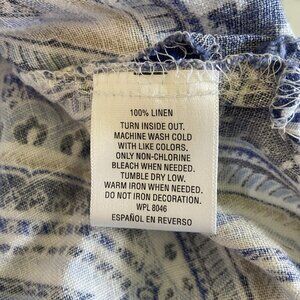 100% LINEN
TURN INSIDE OUT.
MACHINE WASH COLD
WITH LIKE COLORS.
ONLY NON-CHLORINE
BLEACH WHEN NEEDED.
TUMBLE DRY LOW.
WARM IRON WHEN NEEDED.
DO NOT IRON DECORATION.
WPL 8046
ESPAÑOL EN REVERSO